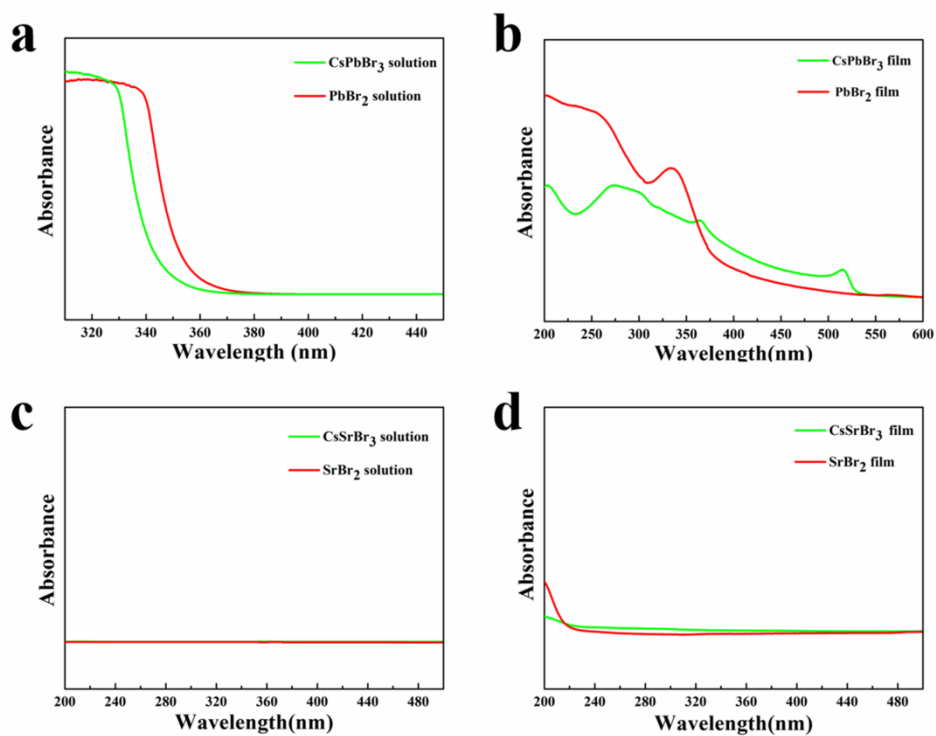 a
CsPbBr3 solution
PbBr2 solution
Absorbance
320 340 360 380 400 420 440
Wavelength (nm)
b
CsPbBr3 film
PbBr2 film
Absorbance
200 250 300 350 400 450 500 575 600
Wavelength(nm)
c
CsSrBr3 solution
SrBr2 solution
Absorbance
200 240 280 320 360 400 440 480
Wavelength(nm)
d
CsSrBr3 film
SrBr2 film
Absorbance
200 240 280 320 360 400 440 480
Wavelength(nm)